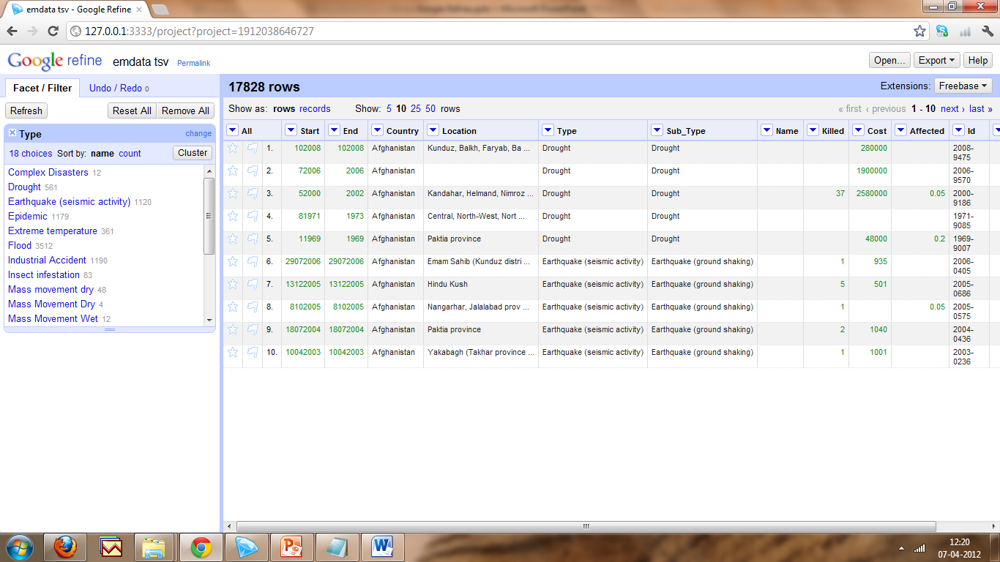 emdata tsv - Google Refine
127.0.0.1:3333/project?project=1912038646727
Google refine emdata tsv Permalink Open... Export Help
Facet / Filter Undo / Redo 0
Refresh Reset All Remove All
Type change
18 choices Sort by: name count Cluster
Complex Disasters 12
Drought 561
Earthquake (seismic activity) 1120
Epidemic 1179
Extreme temperature 361
Flood 3512
Industrial Accident 1190
Insect infestation 83
Mass movement dry 48
Mass Movement Dry 4
Mass Movement Wet 12
17828 rows Extensions: Freebase
Show as: rows records Show: 5 10 25 50 rows « first ‹ previous 1 - 10 next › last »
All Start End Country Location Type Sub_Type Name Killed Cost Affected Id
1. 102008 102008 Afghanistan Kunduz, Balkh, Faryab, Ba ... Drought Drought 280000 2008-
9475
2. 72006 2006 Afghanistan Drought Drought 1900000 2006-
9570
3. 52000 2002 Afghanistan Kandahar, Helmand, Nimroz ... Drought Drought 37 2580000 0.05 2000-
9186
4. 81971 1973 Afghanistan Central, North-West, Nort ... Drought Drought 1971-
9085
5. 11969 1969 Afghanistan Paktia province Drought Drought 48000 0.2 1969-
9007
6. 29072006 29072006 Afghanistan Emam Sahib (Kunduz distri ... Earthquake (seismic activity) Earthquake (ground shaking) 1 935 2006-
0405
7. 13122005 13122005 Afghanistan Hindu Kush Earthquake (seismic activity) Earthquake (ground shaking) 5 501 2005-
0686
8. 8102005 8102005 Afghanistan Nangarhar, Jalalabad prov ... Earthquake (seismic activity) Earthquake (ground shaking) 1 0.05 2005-
0575
9. 18072004 18072004 Afghanistan Paktia province Earthquake (seismic activity) Earthquake (ground shaking) 2 1040 2004-
0436
10. 10042003 10042003 Afghanistan Yakabagh (Takhar province ... Earthquake (seismic activity) Earthquake (ground shaking) 1 1001 2003-
0236
12:20
07-04-2012